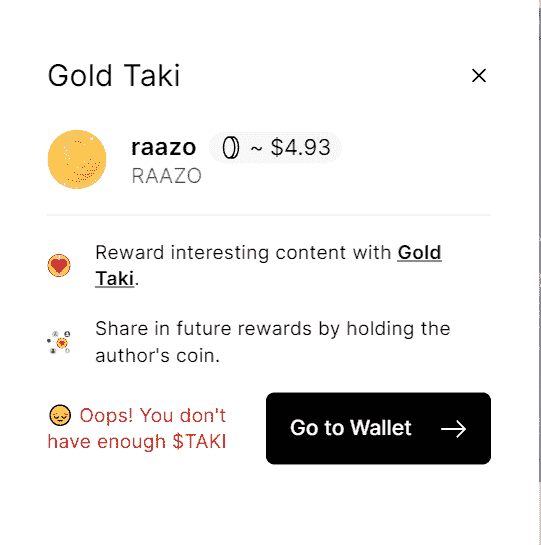 Gold Taki
raazo ~ $4.93
RAAZO
Reward interesting content with Gold
Taki.
Share in future rewards by holding the
author's coin.
Oops! You don't
have enough $TAKI
Go to Wallet